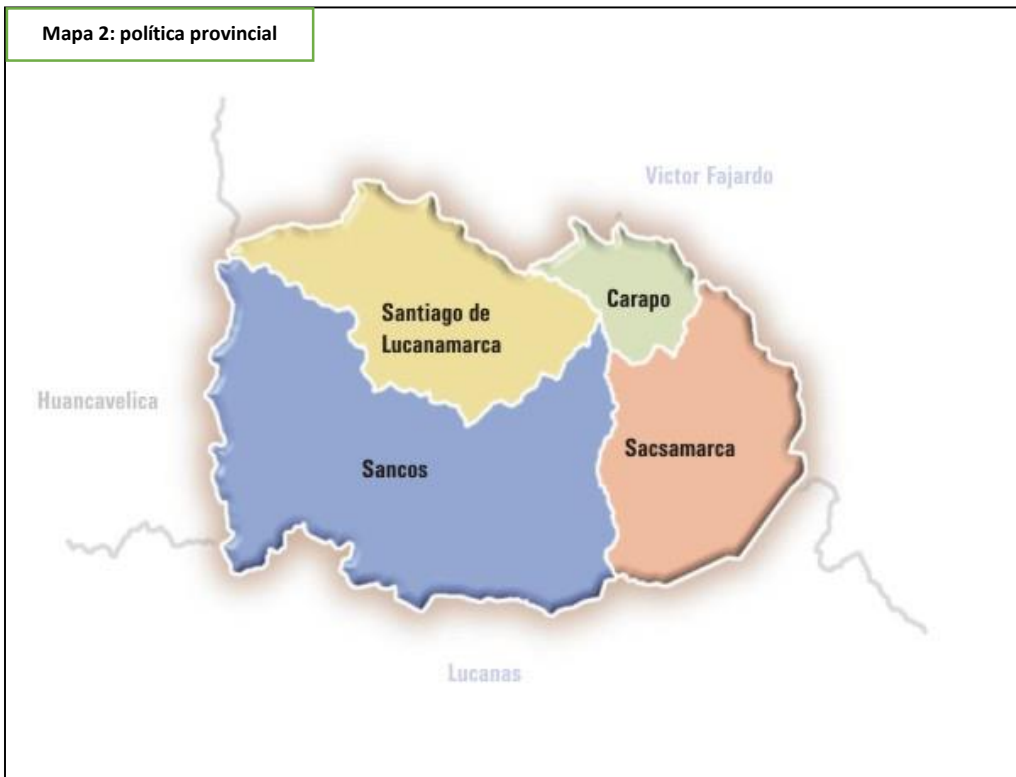 Mapa 2: política provincial
Victor Fajardo
Carapo
Santiago de
Lucanamarca
Huancavelica
Sacsamarca
Sancos
Lucanas